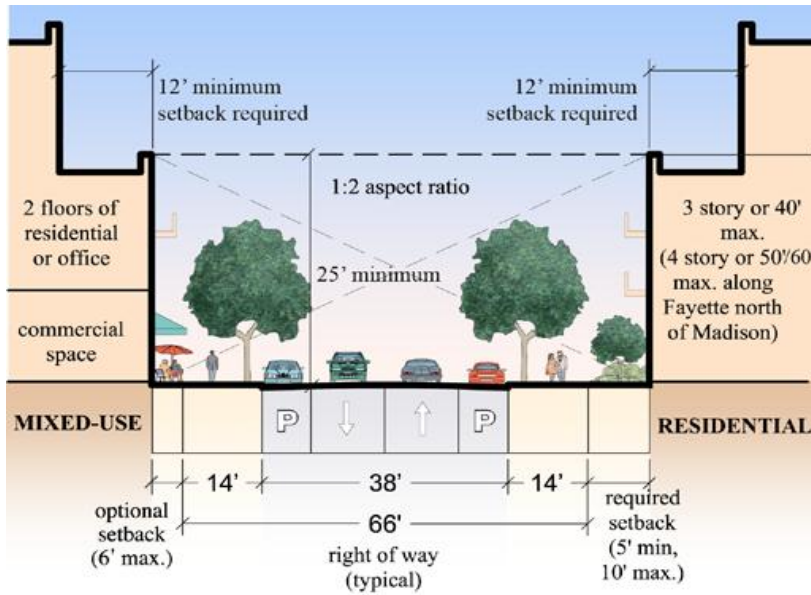 12' minimum
setback required
12' minimum
setback required
1:2 aspect ratio
2 floors of
residential
or office
25' minimum
3 story or 40'
max.
(4 story or 50'/60
max. along
Fayette north
of Madison)
commercial
space
MIXED-USE
P
P
RESIDENTIAL
14'
38'
14'
optional
setback
(6' max.)
66'
right of way
(typical)
required
setback
(5' min,
10' max.)